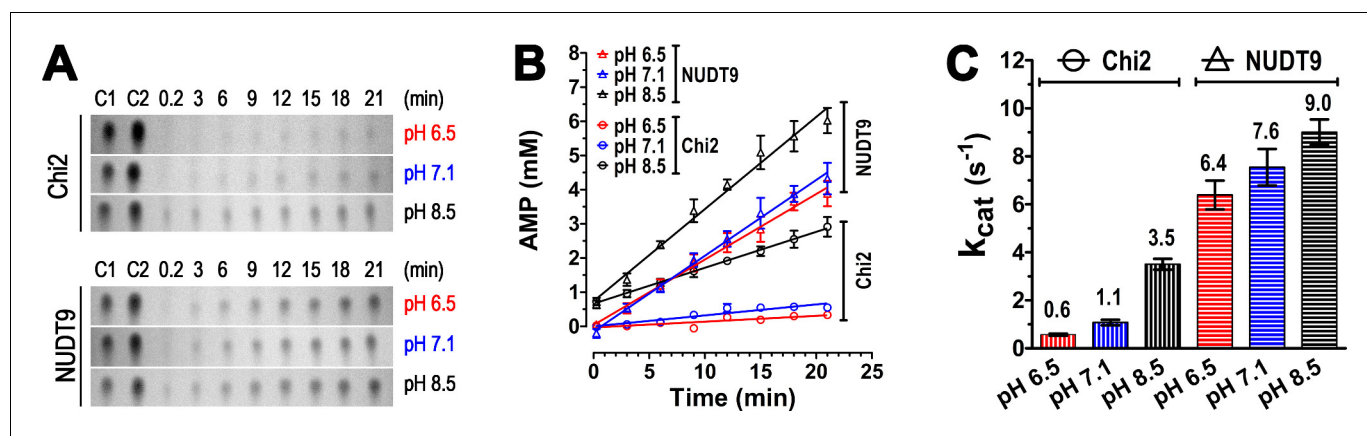 A
C1 C2 0.2 3 6 9 12 15 18 21 (min)
Chi2
pH 6.5
pH 7.1
pH 8.5
C1 C2 0.2 3 6 9 12 15 18 21 (min)
NUDT9
pH 6.5
pH 7.1
pH 8.5
B
AMP (mM)
8
7
6
5
4
3
2
1
0
pH 6.5
pH 7.1
pH 8.5
NUDT9
pH 6.5
pH 7.1
pH 8.5
Chi2
NUDT9
Chi2
0 5 10 15 20 25
Time (min)
C
kcat (s-1)
12
10
8
6
4
2
0
Chi2 NUDT9
0.6 1.1 3.5 6.4 7.6 9.0
pH 6.5 pH 7.1 pH 8.5 pH 6.5 pH 7.1 pH 8.5